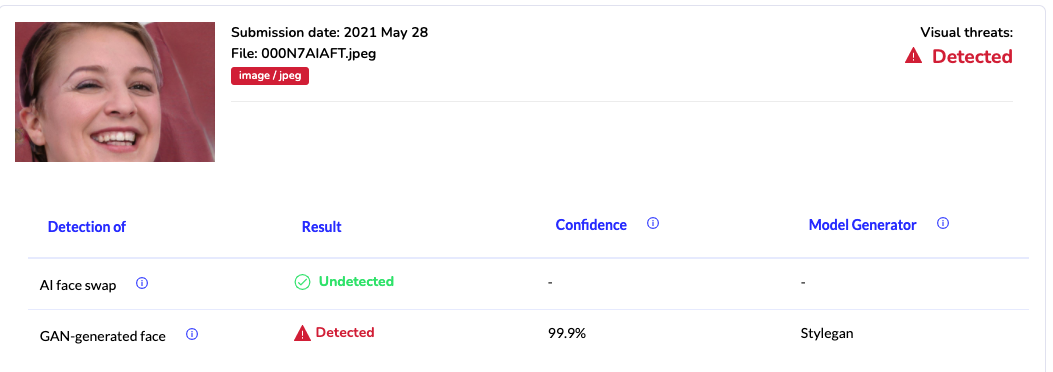 Submission date: 2021 May 28
Visual threats:
File: 000N7AIAFT.jpeg
Detected
image / jpeg
Detection of Result Confidence Model Generator
AI face swap Undetected - -
GAN-generated face Detected 99.9% Stylegan